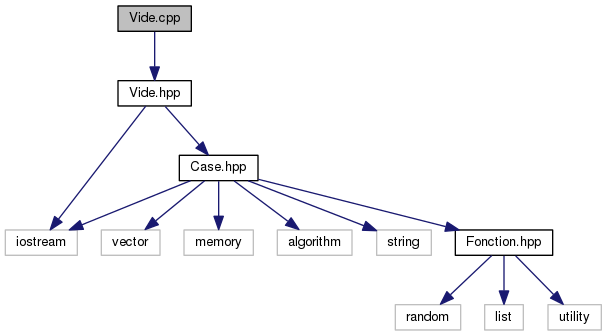 Vide.cpp
Vide.hpp
Case.hpp
iostream
vector
memory
algorithm
string
Fonction.hpp
random
list
utility